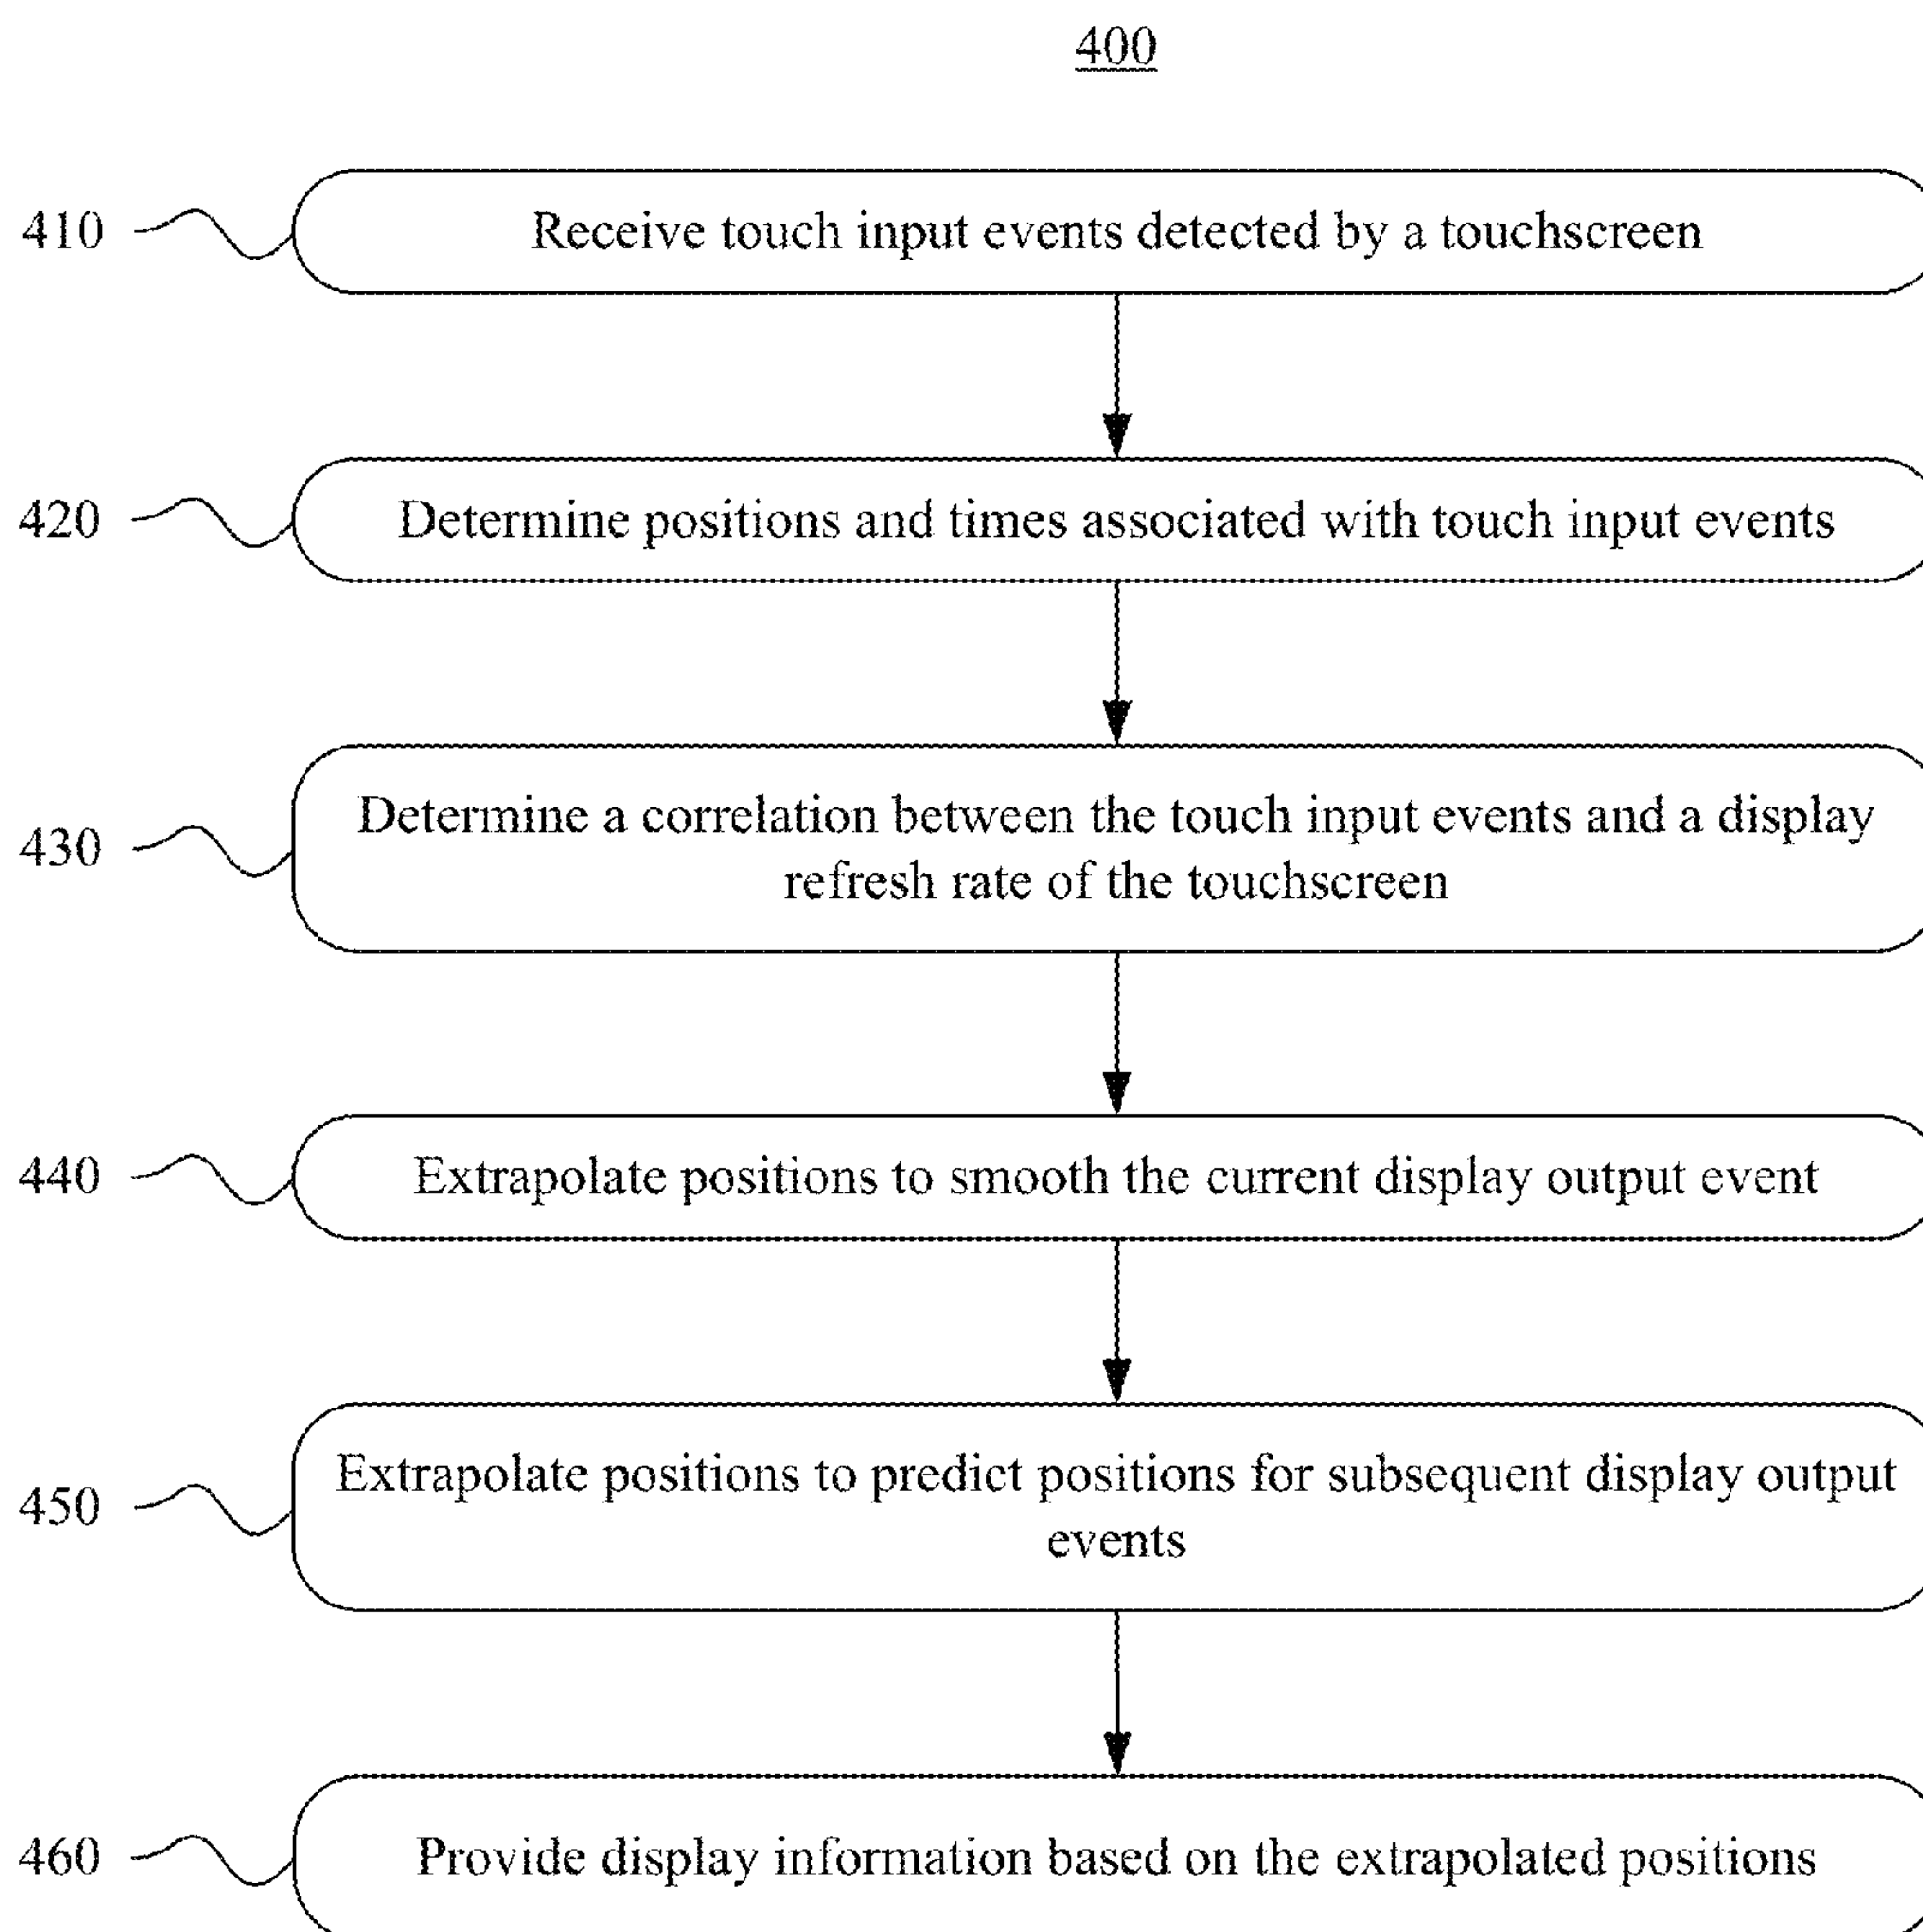 400
410
Receive touch input events detected by a touchscreen
420
Determine positions and times associated with touch input events
430
Determine a correlation between the touch input events and a display
refresh rate of the touchscreen
440
Extrapolate positions to smooth the current display output event
450
Extrapolate positions to predict positions for subsequent display output
events
460
Provide display information based on the extrapolated positions